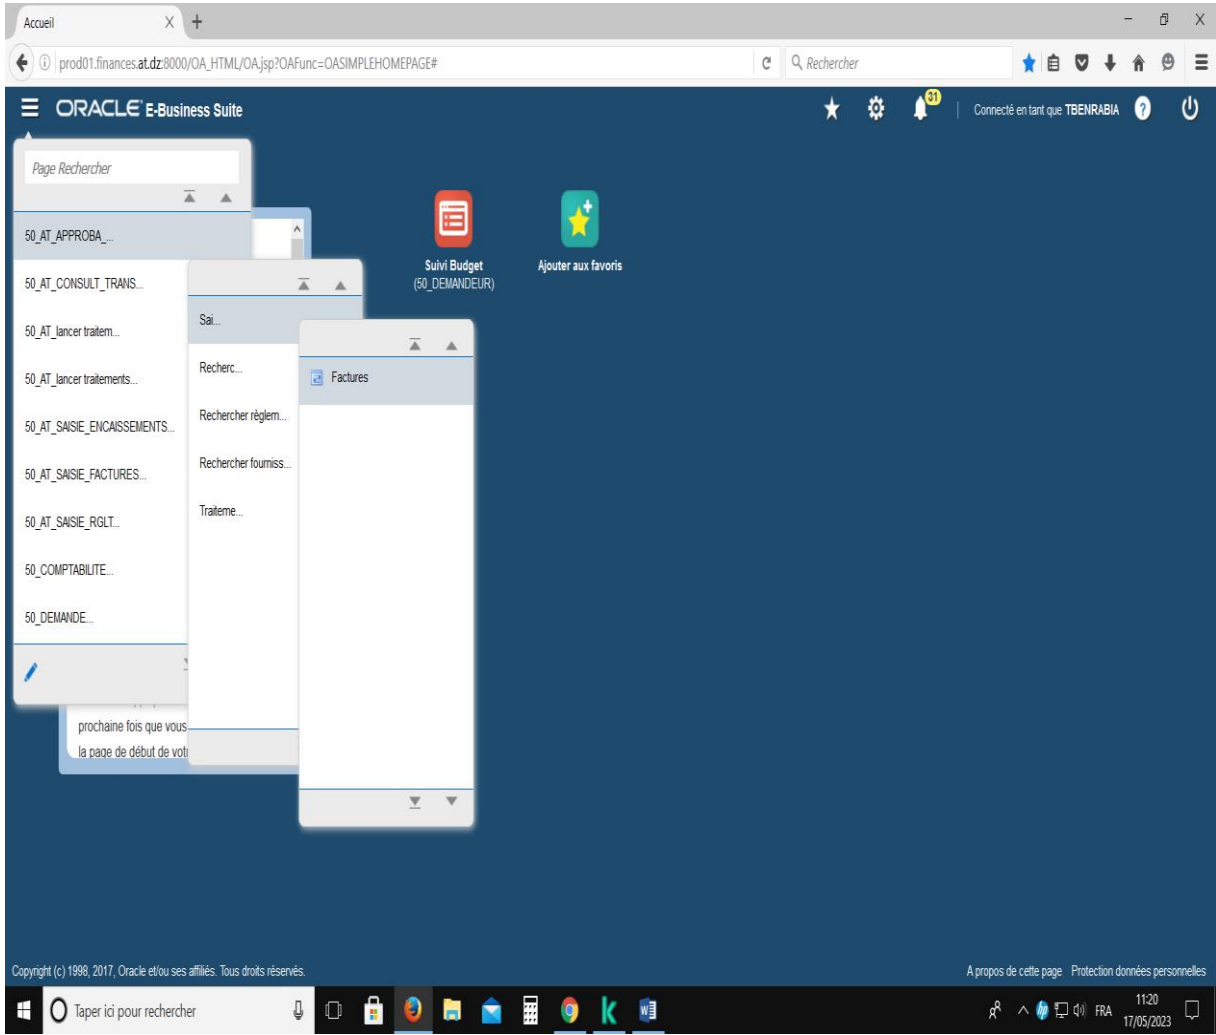 Accueil
prod01.finances.at.dz:8000/OA_HTML/OA.jsp?OAFunc=OASIMPLEHOMEPAGE#
Rechercher
ORACLE E-Business Suite
31
Connecté en tant que TBENRABIA
Page Rechercher
50_AT_APPROBA_...
50_AT_CONSULT_TRANS...
50_AT_lancer traitem...
50_AT_lancer traitements...
50_AT_SAISIE_ENCAISSEMENTS...
50_AT_SAISIE_FACTURES...
50_AT_SAISIE_RGLT...
50_COMPTABILITE...
50_DEMANDE...
Sai...
Recherc...
Rechercher règlem...
Rechercher fourniss...
Traiteme...
Factures
Suivi Budget
(50_DEMANDEUR)
Ajouter aux favoris
prochaine fois que vous
la page de début de vot
Copyright (c) 1998, 2017, Oracle et/ou ses affiliés. Tous droits réservés.
A propos de cette page Protection données personnelles
Taper ici pour rechercher
FRA
11:20
17/05/2023